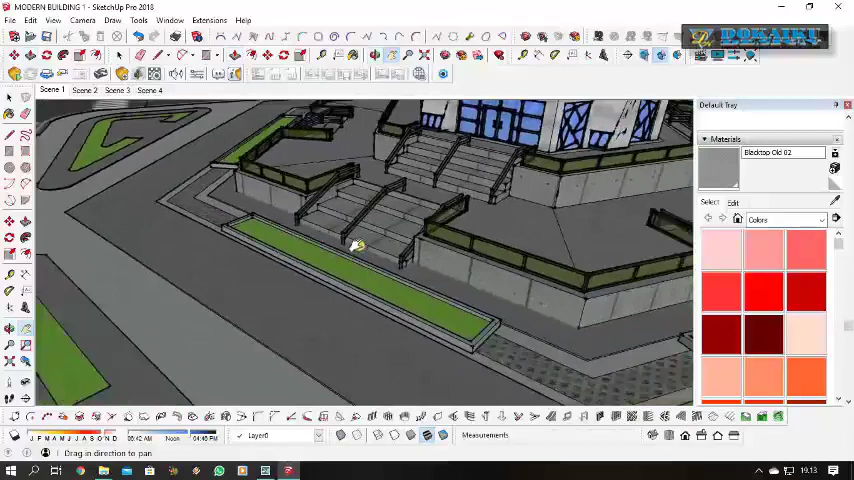 MODERN BUILDING 1 - SketchUp Pro 2018
File Edit View Camera Draw Tools Window Extensions Help
Scene 1 Scene 2 Scene 3 Scene 4
Default Tray
Materials
Blacktop Old 02
Select Edit
Colors
J F M A M J J A S O N D
06:42 AM Noon 04:46 PM
Layer0
Measurements
Drag in direction to pan
19.13